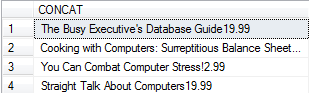 CONCAT
1 The Busy Executive's Database Guide19.99
2 Cooking with Computers: Surreptitious Balance Sheet...
3 You Can Combat Computer Stress!2.99
4 Straight Talk About Computers19.99